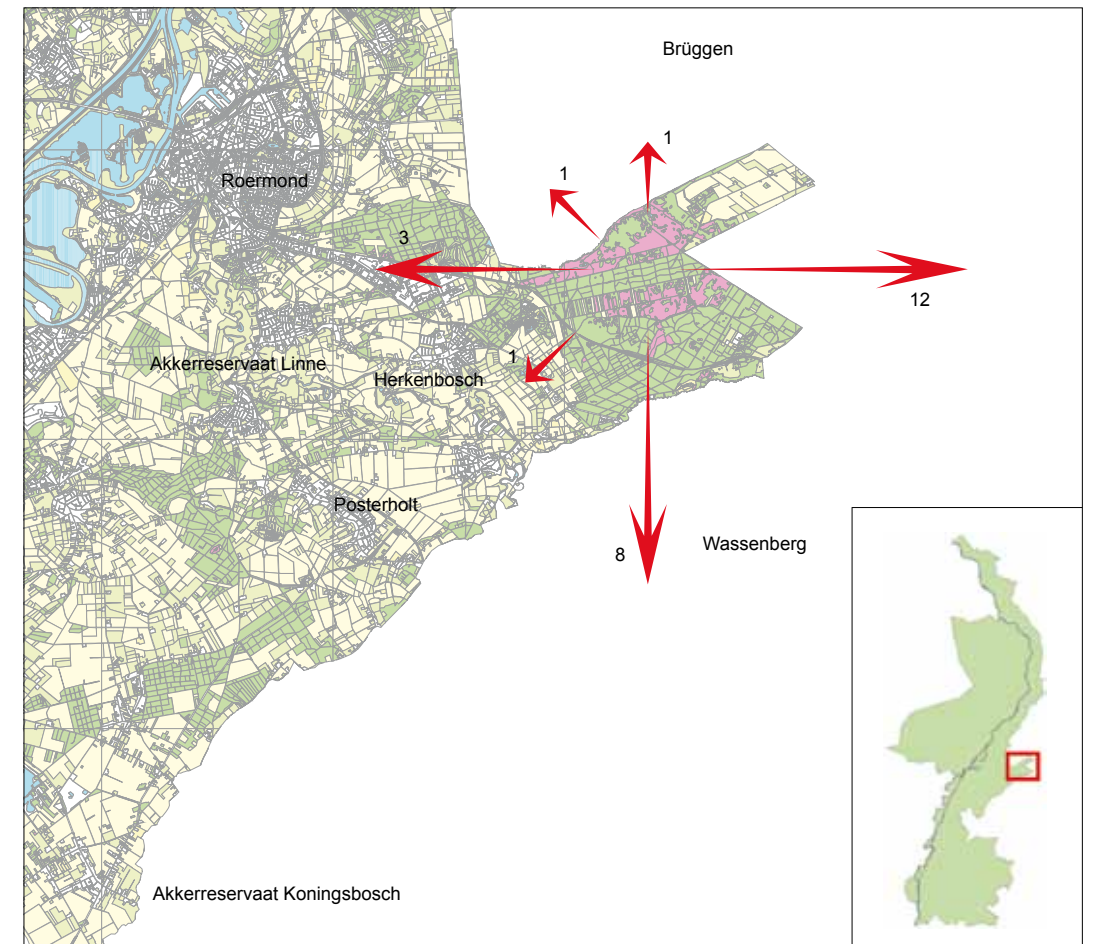 Brüggen
1
1
Roermond
3
12
1
Akkerreservaat Linne
Herkenbosch
Posterholt
8
Wassenberg
Akkerreservaat Koningsbosch